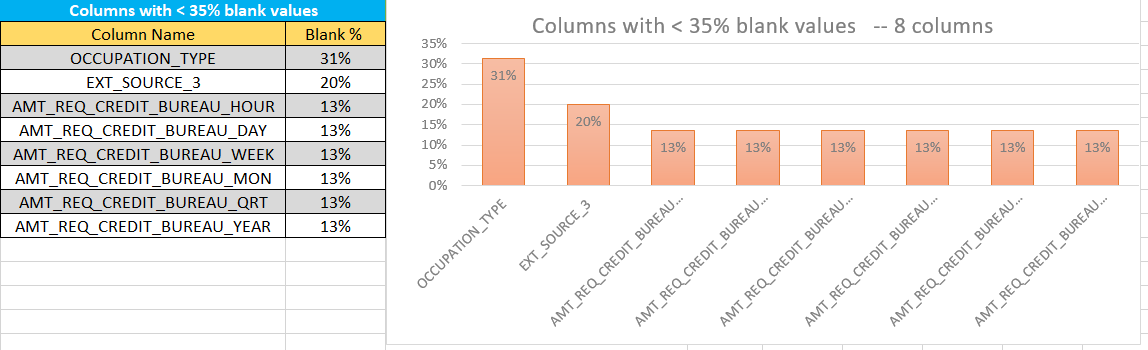 Columns with < 35% blank values
Column Name Blank %
OCCUPATION_TYPE 31%
EXT_SOURCE_3 20%
AMT_REQ_CREDIT_BUREAU_HOUR 13%
AMT_REQ_CREDIT_BUREAU_DAY 13%
AMT_REQ_CREDIT_BUREAU_WEEK 13%
AMT_REQ_CREDIT_BUREAU_MON 13%
AMT_REQ_CREDIT_BUREAU_QRT 13%
AMT_REQ_CREDIT_BUREAU_YEAR 13%
Columns with < 35% blank values -- 8 columns
35%
30%
25%
20%
15%
10%
5%
0%
31%
20%
13%
13%
13%
13%
13%
13%
OCCUPATION_TYPE
EXT_SOURCE_3
AMT_REQ_CREDIT_BUREAU...
AMT_REQ_CREDIT_BUREAU...
AMT_REQ_CREDIT_BUREAU...
AMT_REQ_CREDIT_BUREAU...
AMT_REQ_CREDIT_BUREAU...
AMT_REQ_CREDIT_BUREAU...